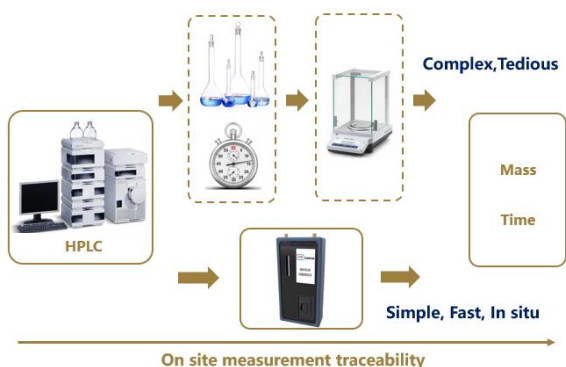 Complex,Tedious
Mass
Time
HPLC
Simple, Fast, In situ
On site measurement traceability